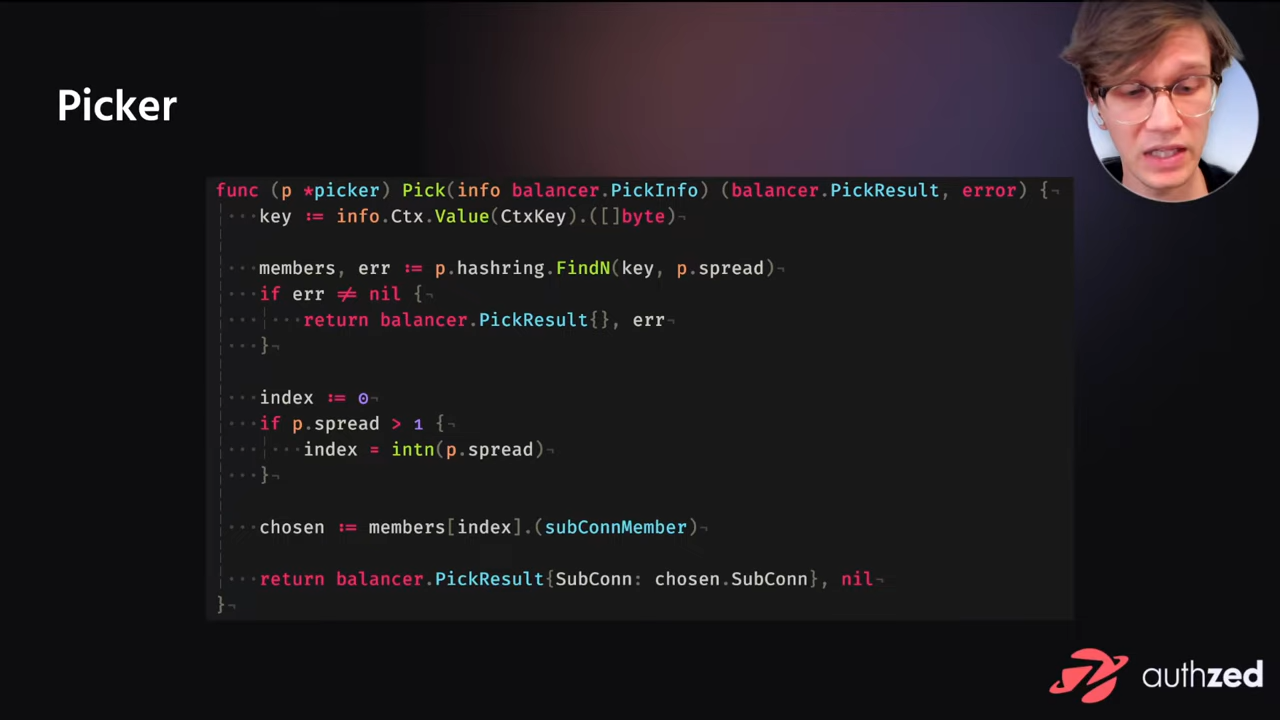 Picker
func (p *picker) Pick(info balancer.PickInfo) (balancer.PickResult, error) {
key := info.Ctx.Value(CtxKey).([]byte)
members, err := p.hashring.FindN(key, p.spread)
if err ≠ nil {
return balancer.PickResult{}, err
}
index := 0
if p.spread > 1 {
index = intn(p.spread)
}
chosen := members[index].(subConnMember)
return balancer.PickResult{SubConn: chosen.SubConn}, nil
}
authzed